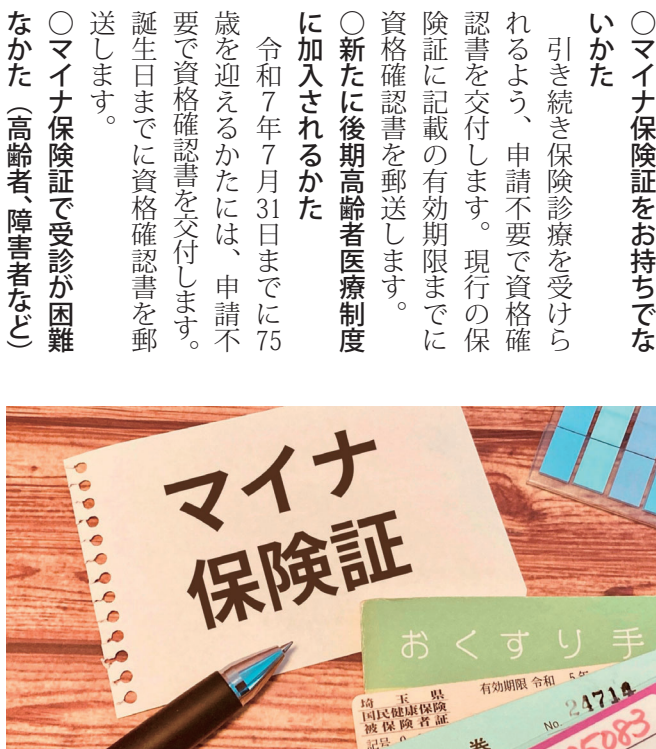 ○マイナ保険証をお持ちでな
いかた
引き続き保険診療を受けら
れるよう、申請不要で資格確
認書を交付します。現行の保
険証に記載の有効期限までに
資格確認書を郵送します。
○新たに後期高齢者医療制度
に加入されるかた
令和7年7月31日までに75
歳を迎えるかたには、申請不
要で資格確認書を交付します。
誕生日までに資格確認書を郵
送します。
○マイナ保険証で受診が困難
なかた（高齢者、障害者など）
マイナ
保険証
おくすり手
埼玉県
国民健康保険
被保険者証
記号
有効期限 令和 5年
No. 24714
券
5083